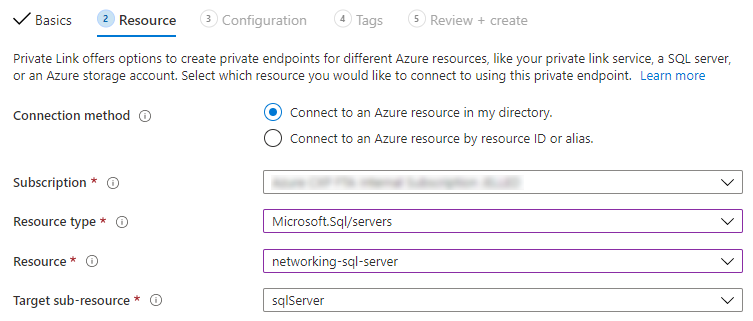 Basics 2 Resource 3 Configuration 4 Tags 5 Review + create
Private Link offers options to create private endpoints for different Azure resources, like your private link service, a SQL server,
or an Azure storage account. Select which resource you would like to connect to using this private endpoint. Learn more
Connection method i Connect to an Azure resource in my directory.
Connect to an Azure resource by resource ID or alias.
Subscription * i
Resource type * i Microsoft.Sql/servers
Resource * i networking-sql-server
Target sub-resource * i sqlServer